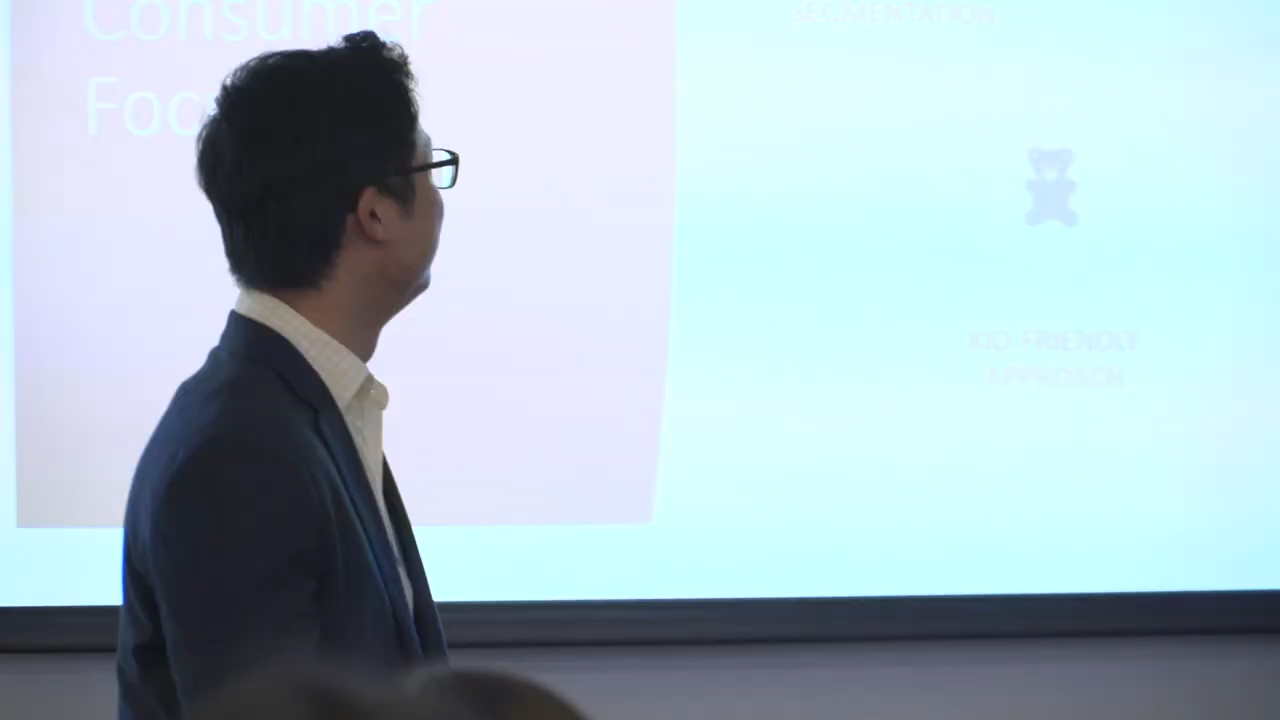 Consumer
Foc
SEGMENTATION
KID-FRIENDLY
APPROACH